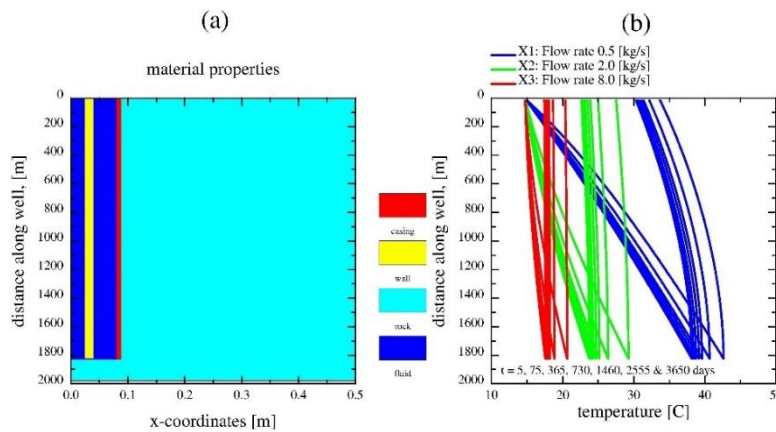 (a)
material properties
0
200
400
600
800
1000
1200
1400
1600
1800
2000
distance along well, [m]
0.0 0.1 0.2 0.3 0.4 0.5
x-coordinates [m]
casing
wall
rock
fluid
(b)
X1: Flow rate 0.5 [kg/s]
X2: Flow rate 2.0 [kg/s]
X3: Flow rate 8.0 [kg/s]
0
200
400
600
800
1000
1200
1400
1600
1800
2000
distance along well, [m]
t = 5, 75, 365, 730, 1460, 2555 & 3650 days
10 20 30 40 5
temperature [C]